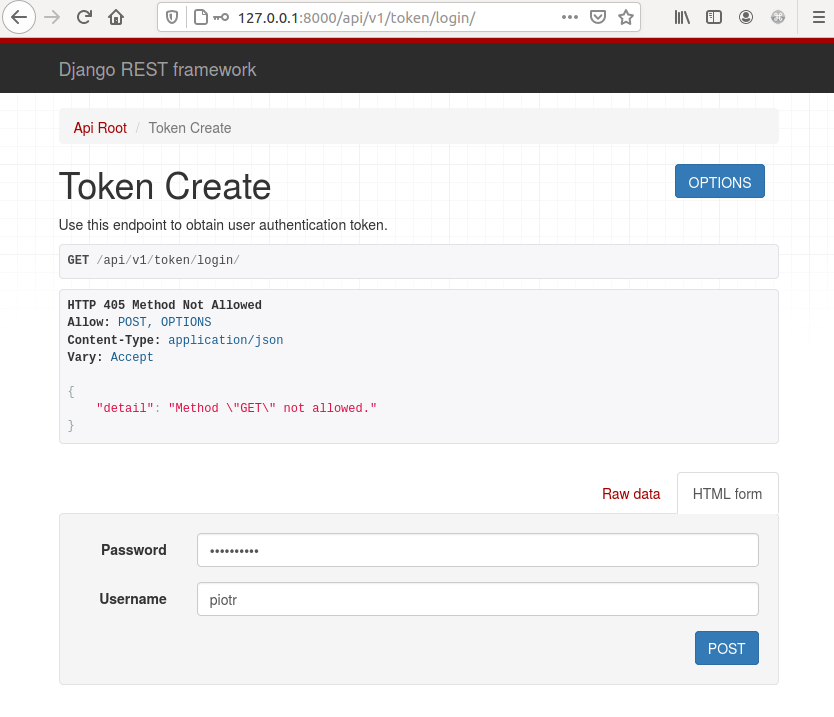 127.0.0.1:8000/api/v1/token/login/
Django REST framework
Api Root / Token Create
Token Create
OPTIONS
Use this endpoint to obtain user authentication token.
GET /api/v1/token/login/
HTTP 405 Method Not Allowed
Allow: POST, OPTIONS
Content-Type: application/json
Vary: Accept
{
    "detail": "Method \"GET\" not allowed."
}
Raw data
HTML form
Password ••••••••••
Username piotr
POST